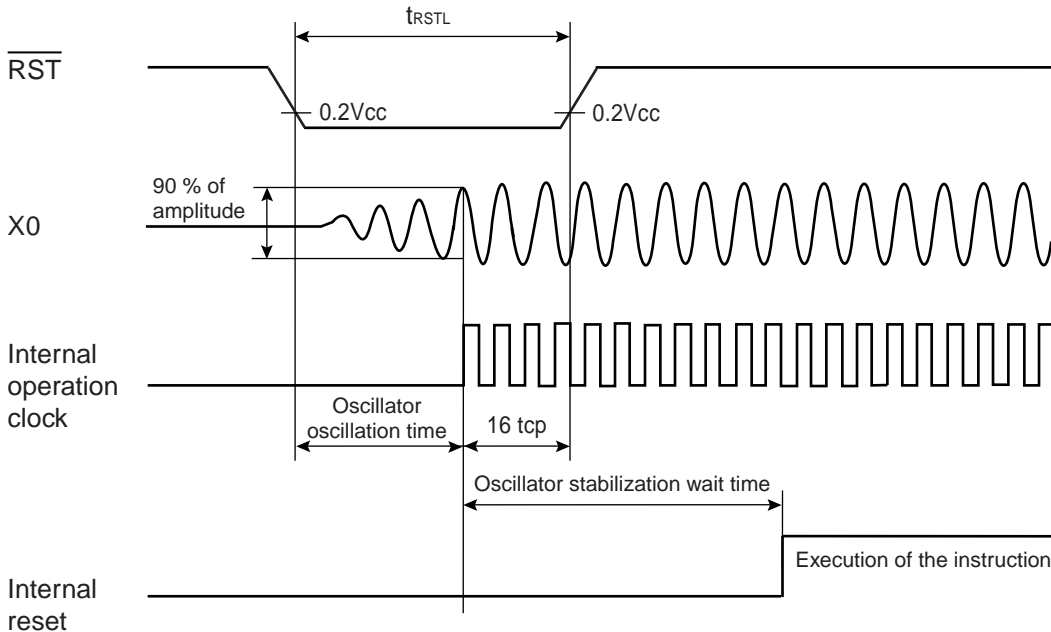 tRSTL
RST
0.2Vcc
0.2Vcc
90 % of
amplitude
X0
Internal
operation
clock
Oscillator
oscillation time
16 tcp
Oscillator stabilization wait time
Execution of the instruction
Internal
reset